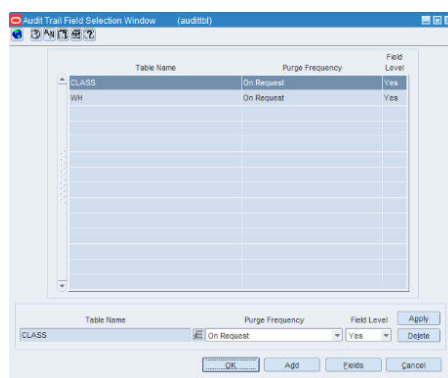 Audit Trail Field Selection Window (audittbl)
Field
Table Name Purge Frequency Level
CLASS On Request Yes
WH On Request Yes
Table Name Purge Frequency Field Level Apply
CLASS On Request Yes Delete
OK Add Fields Cancel